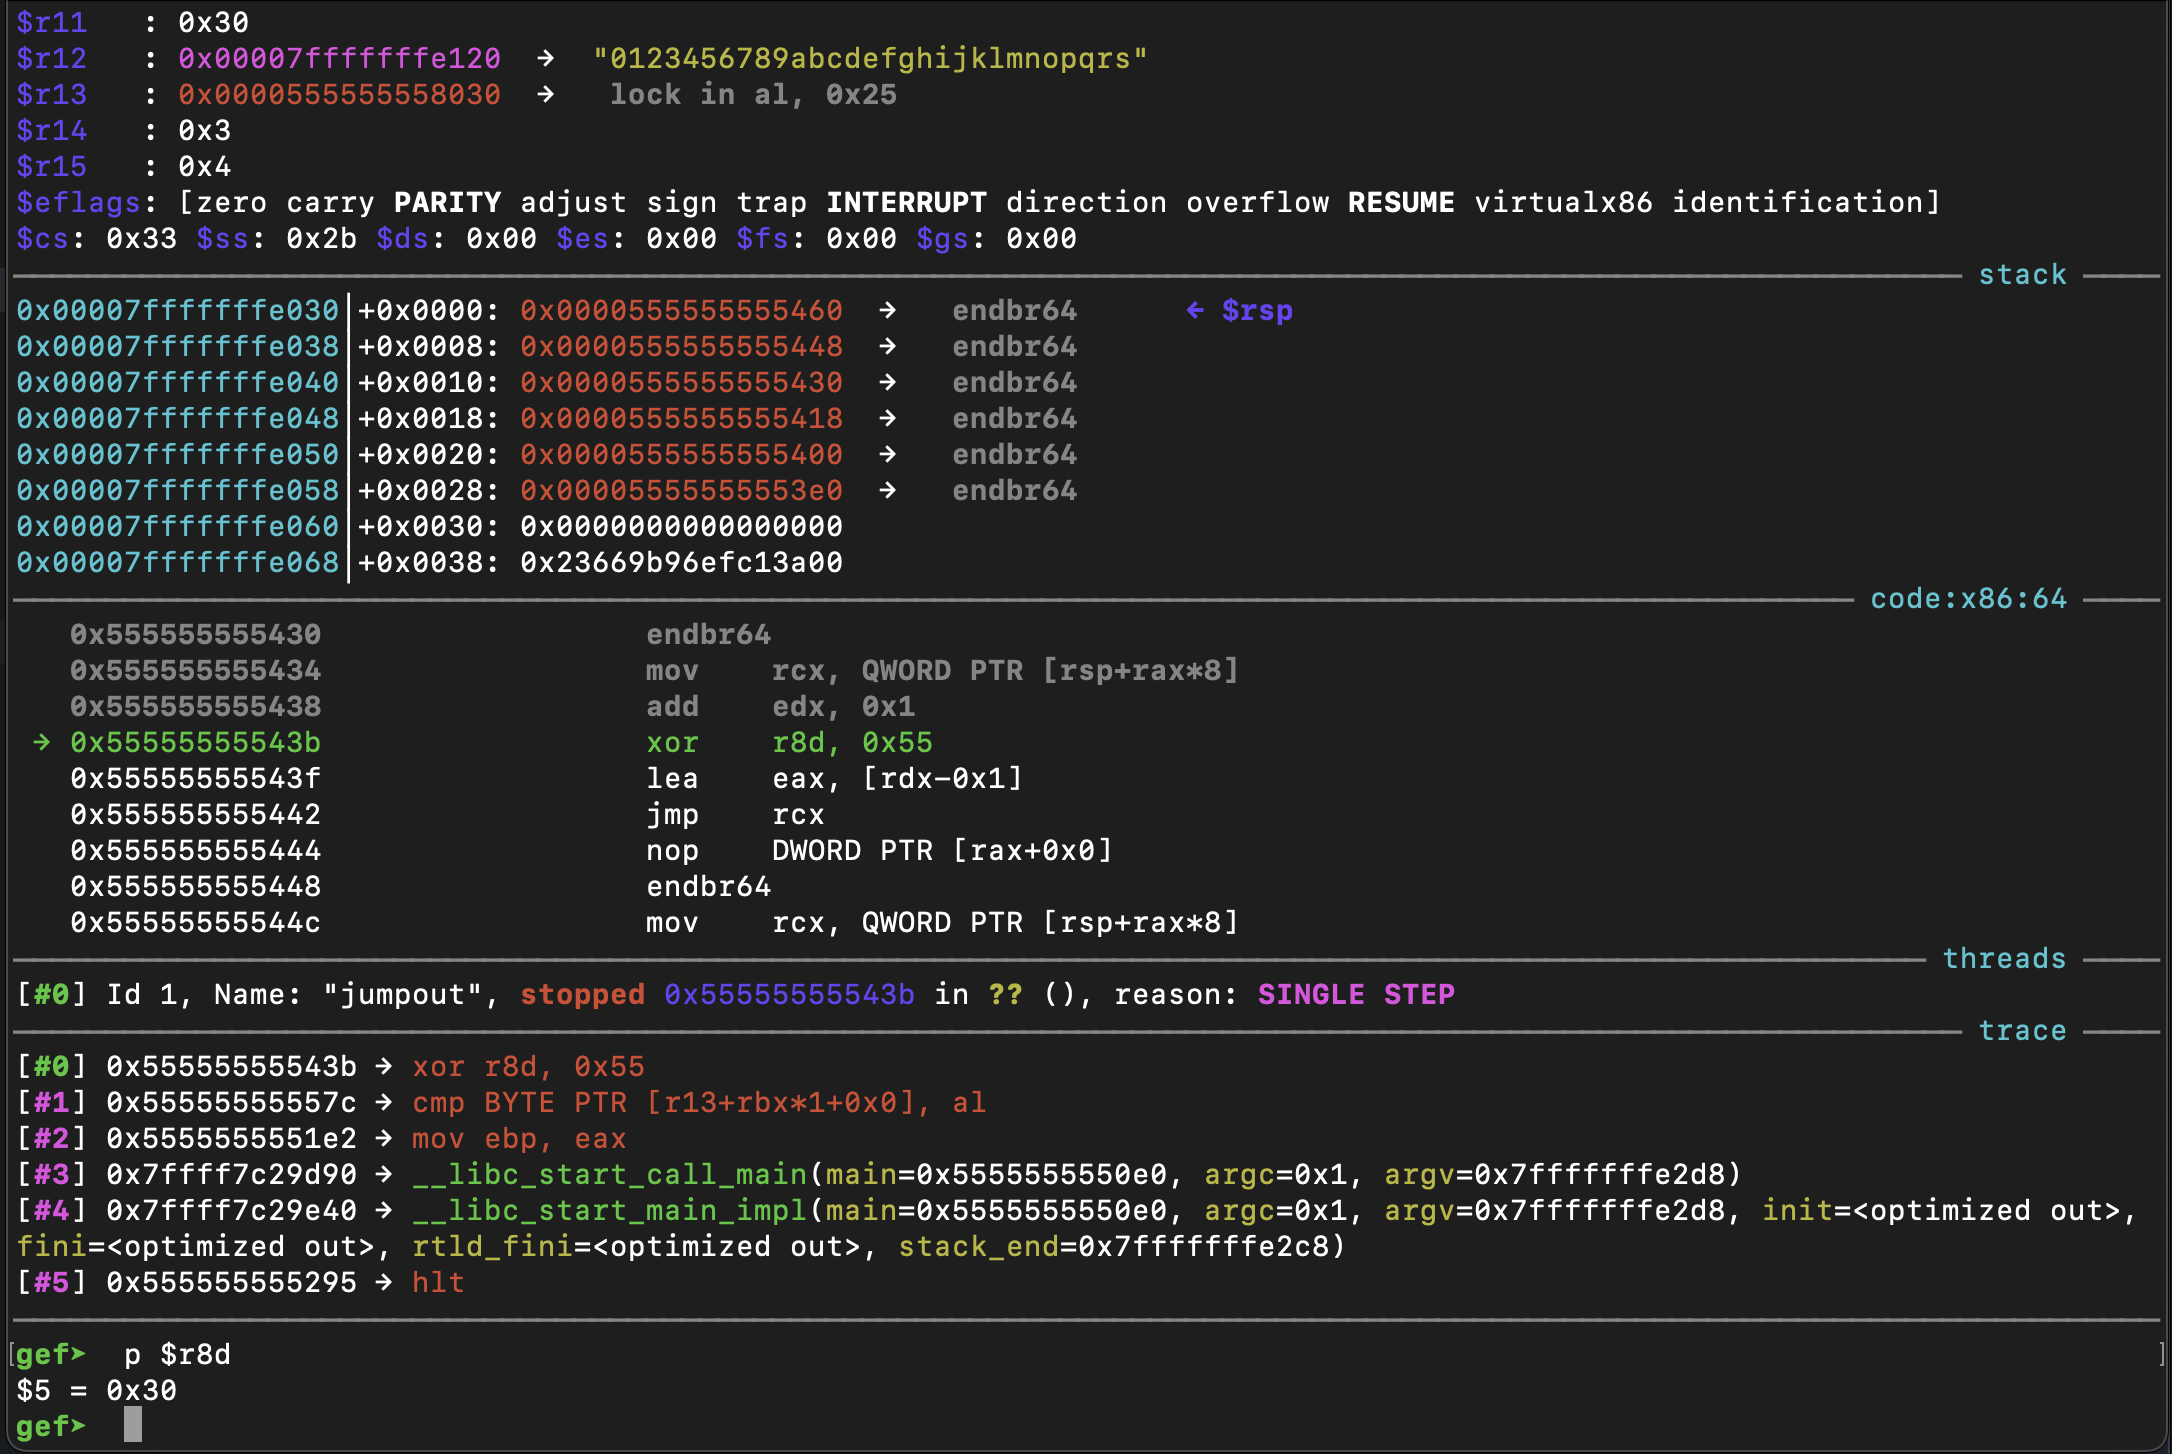 $r11   : 0x30
$r12   : 0x00007fffffffe120  →  "0123456789abcdefghijklmnopqrs"
$r13   : 0x0000555555558030  →   lock in al, 0x25
$r14   : 0x3
$r15   : 0x4
$eflags: [zero carry PARITY adjust sign trap INTERRUPT direction overflow RESUME virtualx86 identification]
$cs: 0x33 $ss: 0x2b $ds: 0x00 $es: 0x00 $fs: 0x00 $gs: 0x00
stack
0x00007fffffffe030│+0x0000: 0x0000555555555460  →   endbr64      ← $rsp
0x00007fffffffe038│+0x0008: 0x0000555555555448  →   endbr64
0x00007fffffffe040│+0x0010: 0x0000555555555430  →   endbr64
0x00007fffffffe048│+0x0018: 0x0000555555555418  →   endbr64
0x00007fffffffe050│+0x0020: 0x0000555555555400  →   endbr64
0x00007fffffffe058│+0x0028: 0x00005555555553e0  →   endbr64
0x00007fffffffe060│+0x0030: 0x0000000000000000
0x00007fffffffe068│+0x0038: 0x23669b96efc13a00
code:x86:64
0x555555555430                  endbr64
0x555555555434                  mov    rcx, QWORD PTR [rsp+rax*8]
0x555555555438                  add    edx, 0x1
→ 0x55555555543b                  xor    r8d, 0x55
0x55555555543f                  lea    eax, [rdx-0x1]
0x555555555442                  jmp    rcx
0x555555555444                  nop    DWORD PTR [rax+0x0]
0x555555555448                  endbr64
0x55555555544c                  mov    rcx, QWORD PTR [rsp+rax*8]
threads
[#0] Id 1, Name: "jumpout", stopped 0x55555555543b in ?? (), reason: SINGLE STEP
trace
[#0] 0x55555555543b → xor r8d, 0x55
[#1] 0x55555555557c → cmp BYTE PTR [r13+rbx*1+0x0], al
[#2] 0x5555555551e2 → mov ebp, eax
[#3] 0x7ffff7c29d90 → __libc_start_call_main(main=0x5555555550e0, argc=0x1, argv=0x7fffffffe2d8)
[#4] 0x7ffff7c29e40 → __libc_start_main_impl(main=0x5555555550e0, argc=0x1, argv=0x7fffffffe2d8, init=<optimized out>,
fini=<optimized out>, rtld_fini=<optimized out>, stack_end=0x7fffffffe2c8)
[#5] 0x555555555295 → hlt
[gef➤  p $r8d ]
$5 = 0x30
gef➤